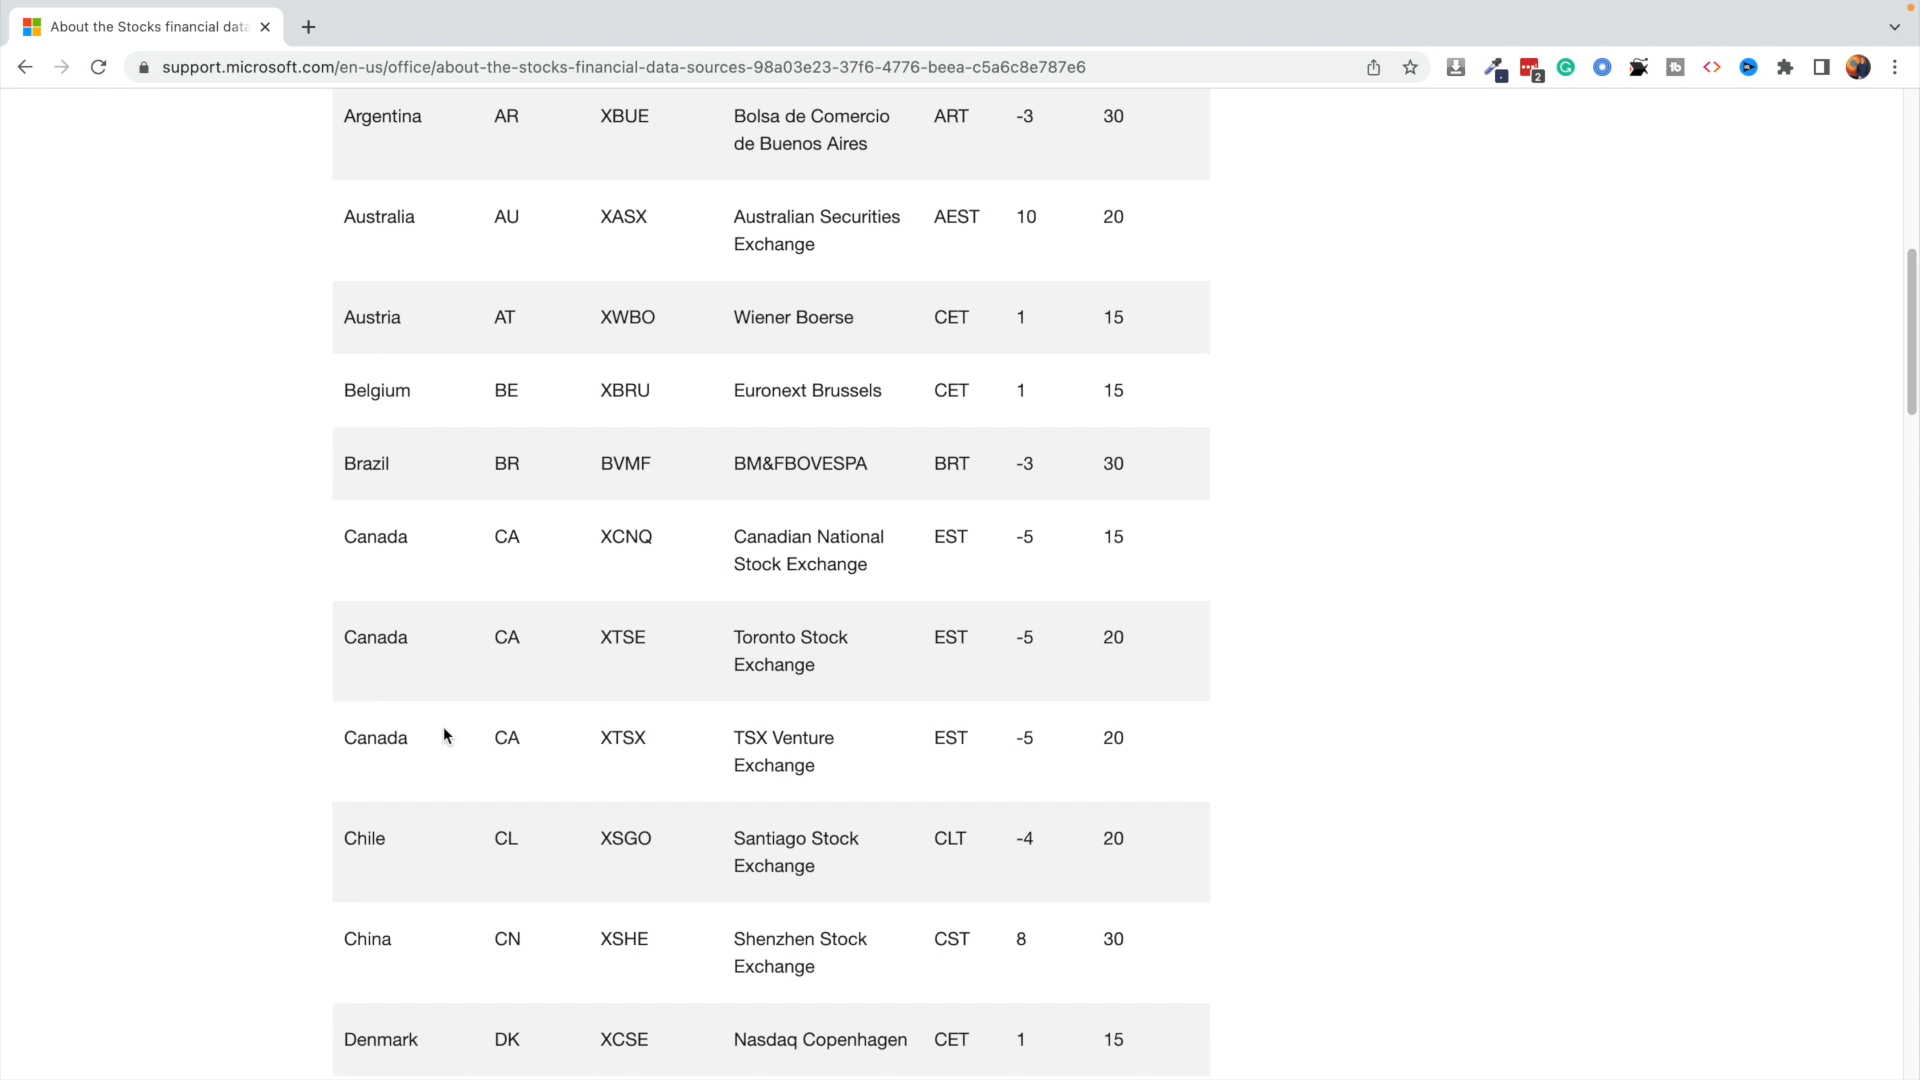 About the Stocks financial data
support.microsoft.com/en-us/office/about-the-stocks-financial-data-sources-98a03e23-37f6-4776-beea-c5a6c8e787e6
2
Argentina AR XBUE Bolsa de Comercio ART -3 30
de Buenos Aires
Australia AU XASX Australian Securities AEST 10 20
Exchange
Austria AT XWBO Wiener Boerse CET 1 15
Belgium BE XBRU Euronext Brussels CET 1 15
Brazil BR BVMF BM&FBOVESPA BRT -3 30
Canada CA XCNQ Canadian National EST -5 15
Stock Exchange
Canada CA XTSE Toronto Stock EST -5 20
Exchange
Canada CA XTSX TSX Venture EST -5 20
Exchange
Chile CL XSGO Santiago Stock CLT -4 20
Exchange
China CN XSHE Shenzhen Stock CST 8 30
Exchange
Denmark DK XCSE Nasdaq Copenhagen CET 1 15